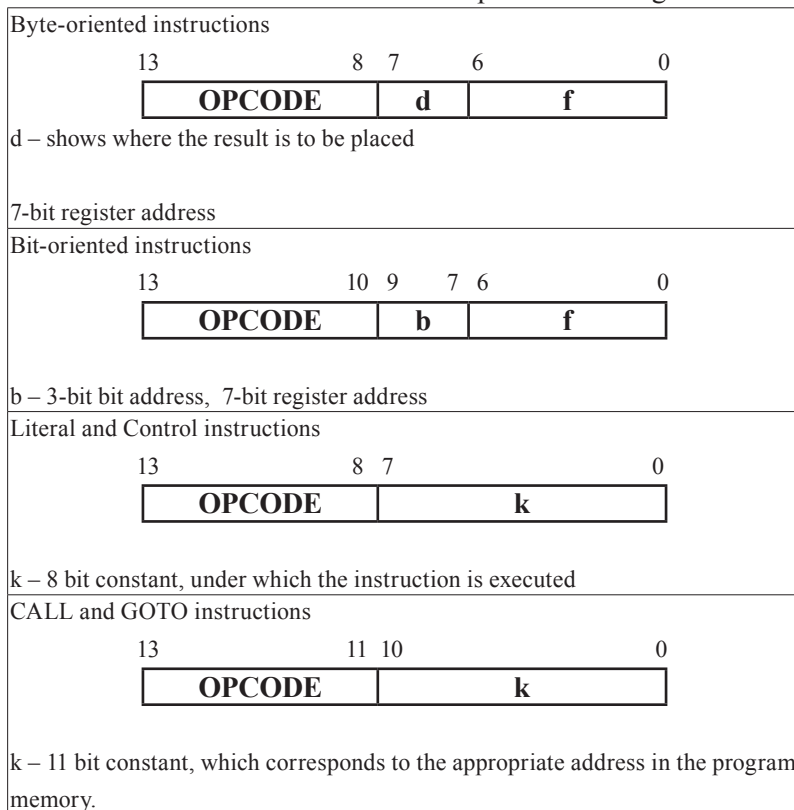 Byte-oriented instructions
13 8 7 6 0
OPCODE d f
d – shows where the result is to be placed
7-bit register address
Bit-oriented instructions
13 10 9 7 6 0
OPCODE b f
b – 3-bit bit address, 7-bit register address
Literal and Control instructions
13 8 7 0
OPCODE k
k – 8 bit constant, under which the instruction is executed
CALL and GOTO instructions
13 11 10 0
OPCODE k
k – 11 bit constant, which corresponds to the appropriate address in the program
memory.